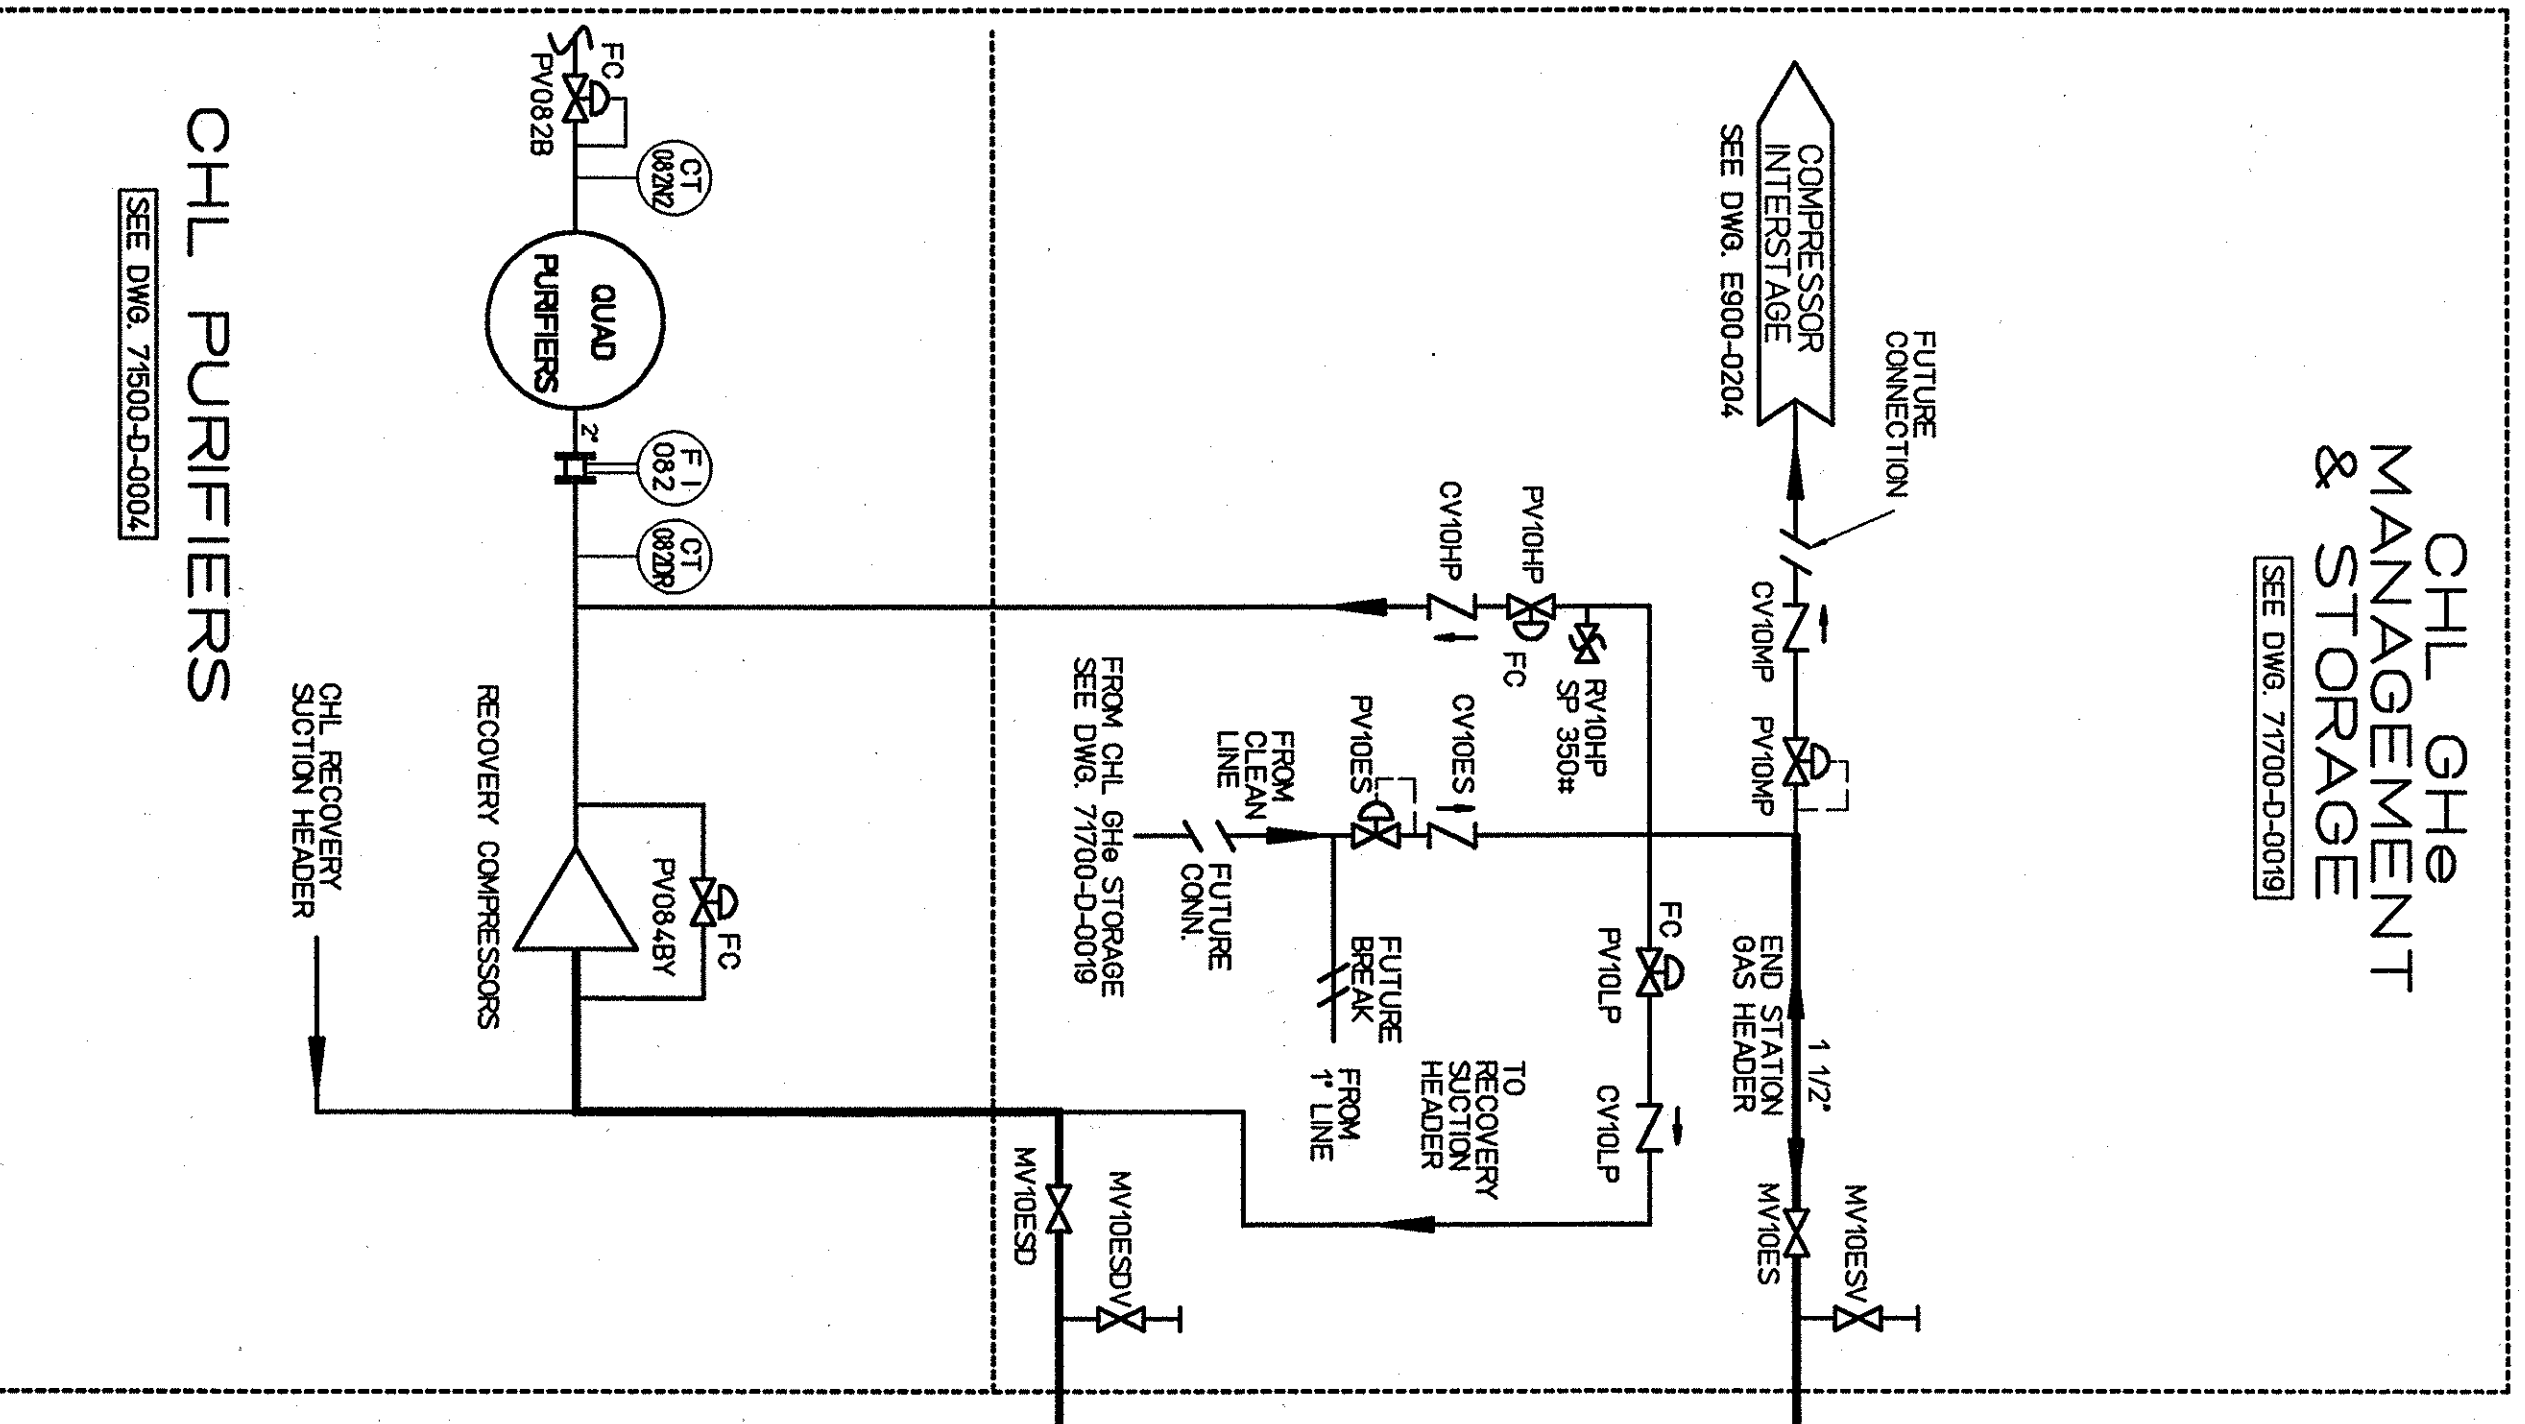 CHL GHe
MANAGEMENT
& STORAGE
SEE DWG. 71700-D-0019
COMPRESSOR
INTERSTAGE
SEE DWG. E900-0204
FUTURE
CONNECTION
CV10MP
PV10MP
1 1/2"
END STATION
GAS HEADER
MV10ES
MV10ESV
CV10HP
PV10HP
FC
RV10HP
SP 350#
PV10ES
CV10ES
FC
PV10LP
CV10LP
FROM
CLEAN
LINE
FUTURE
CONN.
FROM CHL GHe STORAGE
SEE DWG. 71700-D-0019
FUTURE
BREAK
FROM
1" LINE
TO
RECOVERY
SUCTION
HEADER
MV10ESD
MV10ESDV
FC
PV082B
CT
082N2
QUAD
PURIFIERS
2"
F I
082
CT
082DR
PV084BY
FC
RECOVERY COMPRESSORS
CHL RECOVERY
SUCTION HEADER
CHL PURIFIERS
SEE DWG. 71500-D-0004